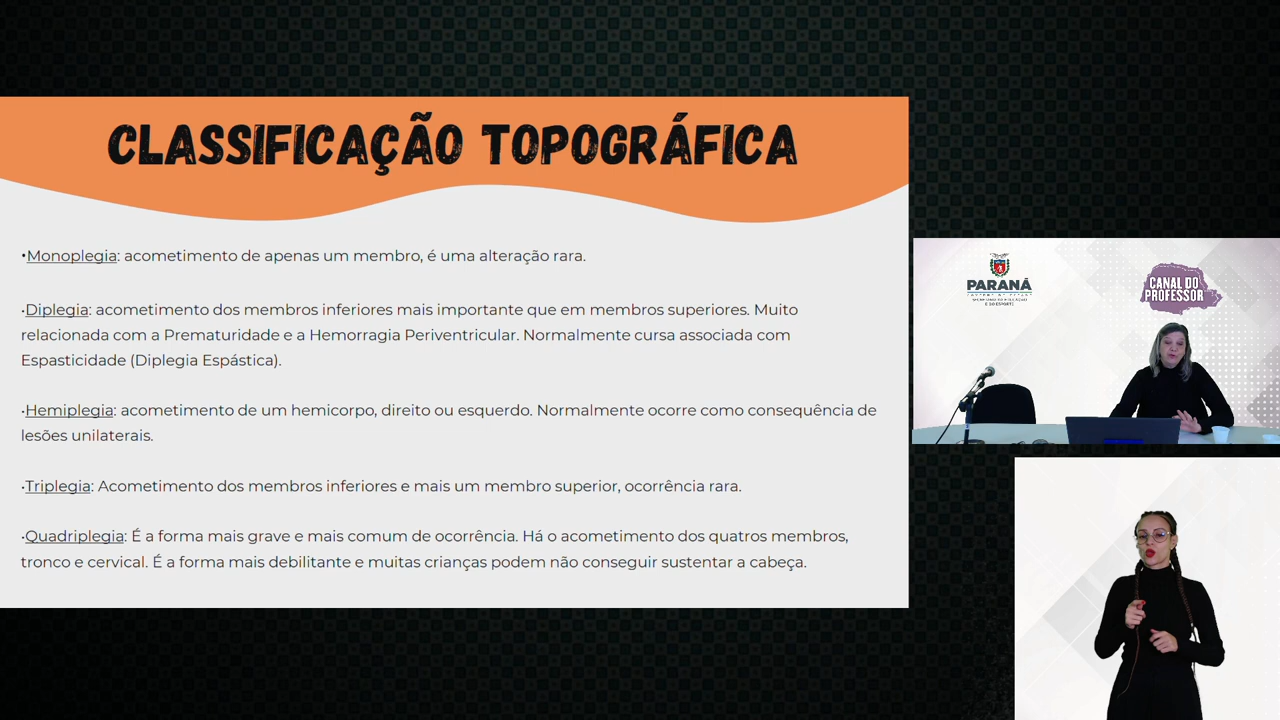 CLASSIFICAÇÃO TOPOGRÁFICA
•Monoplegia: acometimento de apenas um membro, é uma alteração rara.
•Diplegia: acometimento dos membros inferiores mais importante que em membros superiores. Muito
relacionada com a Prematuridade e a Hemorragia Periventricular. Normalmente cursa associada com
Espasticidade (Diplegia Espástica).
•Hemiplegia: acometimento de um hemicorpo, direito ou esquerdo. Normalmente ocorre como consequência de
lesões unilaterais.
•Triplegia: Acometimento dos membros inferiores e mais um membro superior, ocorrência rara.
•Quadriplegia: É a forma mais grave e mais comum de ocorrência. Há o acometimento dos quatros membros,
tronco e cervical. É a forma mais debilitante e muitas crianças podem não conseguir sustentar a cabeça.
PARANÁ
CANAL DO
PROFESSOR